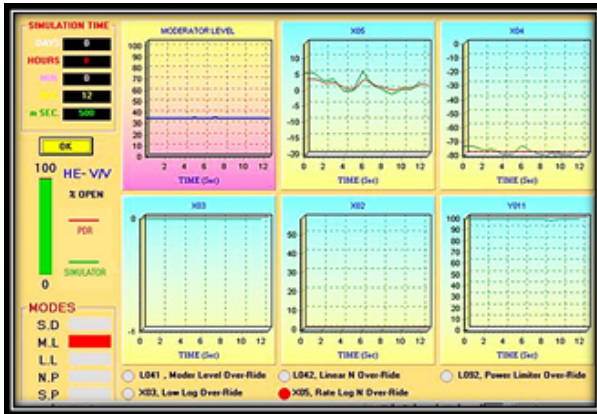 SIMULATION TIME
DAYS 0
HOURS 0
MIN 0
SEC 12
m SEC. 500
OK
100 HE- V/V
% OPEN
PDR
SIMULATOR
0
MODES
S.D
M.L
L.L
N.P
S.P
MODERATOR LEVEL
100
90
80
70
60
50
40
30
20
10
0
2 4 6 8 10 12
TIME (Sec)
X05
10
5
0
-5
-10
-15
-20
0 2 4 6 8 10 12
TIME (Sec)
X04
0
-10
-20
-30
-40
-50
-60
-70
-80
2 4 6 8 10 12
TIME (Sec)
X03
0
-1
0 2 4 6 8 10 12
TIME (Sec)
X02
50
40
30
20
10
0
0 2 4 6 8 10 12
TIME (Sec)
Y011
100
90
80
70
60
50
40
30
20
10
0
2 4 6 8 10 12
TIME (Sec)
L041 , Moder Level Over-Ride
L042, Linear N Over-Ride
L092, Power Limiter Over-Ride
X03, Low Log Over-Ride
X05, Rate Log N Over-Ride